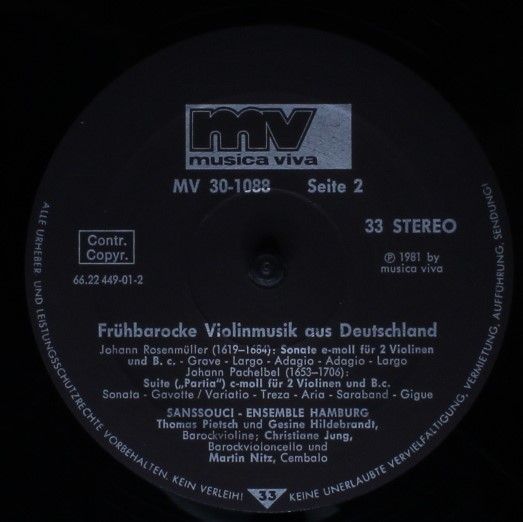 mv
musica viva
MV 30-1088 Seite 2
33 STEREO
Contr.
Copyr.
66.22 449-01-2
Ⓟ 1981 by
musica viva
Frühbarocke Violinmusik aus Deutschland
Johann Rosenmüller (1619–1684): Sonate e-moll für 2 Violinen
und B. c. - Grave - Largo - Adagio - Adagio - Largo
Johann Pachelbel (1653–1706):
Suite („Partia“) c-moll für 2 Violinen und B.c.
Sonata - Gavotte / Variatio - Treza - Aria - Saraband - Gigue
SANSSOUCI - ENSEMBLE HAMBURG
Thomas Pietsch und Gesine Hildebrandt,
Barockvioline; Christiane Jung,
Barockvioloncello und
Martin Nitz, Cembalo
ALLE URHEBER- UND LEISTUNGSSCHUTZRECHTE VORBEHALTEN. KEIN VERLEIH! 33 KEINE UNERLAUBTE VERVIELFALTIGUNG, VERMIETUNG, AUFFÜHRUNG, SENDUNG!